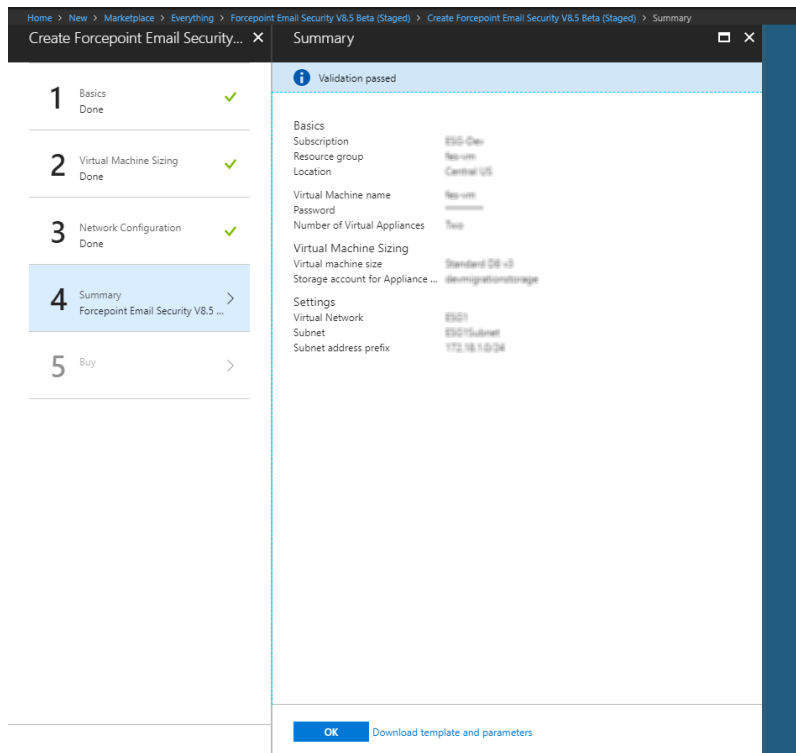 Home > New > Marketplace > Everything > Forcepoint Email Security V8.5 Beta (Staged) > Create Forcepoint Email Security V8.5 Beta (Staged) > Summary
Create Forcepoint Email Security... ×
1
Basics
Done
2
Virtual Machine Sizing
Done
3
Network Configuration
Done
4
Summary
Forcepoint Email Security V8.5 ...
5
Buy
Summary
Validation passed
Basics
Subscription
Resource group
Location
Virtual Machine name
Password
Number of Virtual Appliances
Virtual Machine Sizing
Virtual machine size
Storage account for Appliance ...
Settings
Virtual Network
Subnet
Subnet address prefix
OK
Download template and parameters